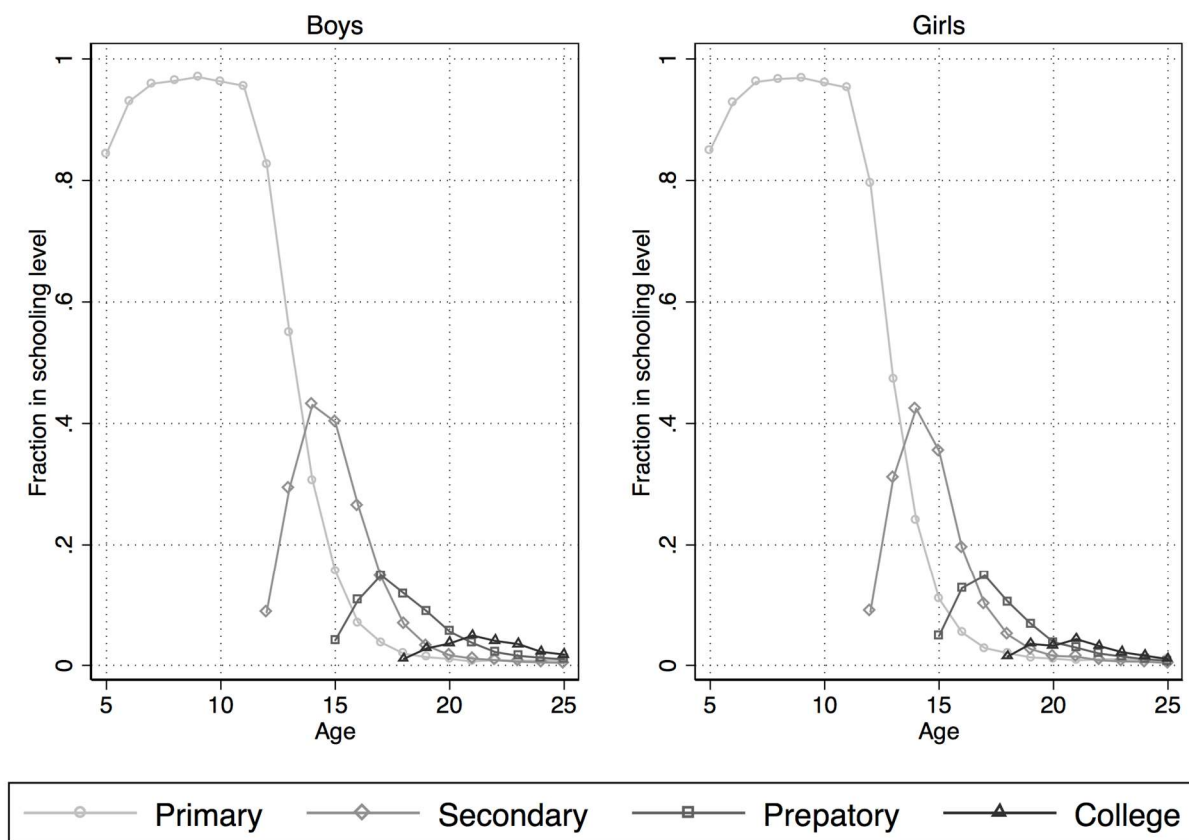 Boys
Girls
Fraction in schooling level
0
.2
.4
.6
.8
1
5 10 15 20 25
Age
Fraction in schooling level
0
.2
.4
.6
.8
1
5 10 15 20 25
Age
Primary Secondary Prepatory College